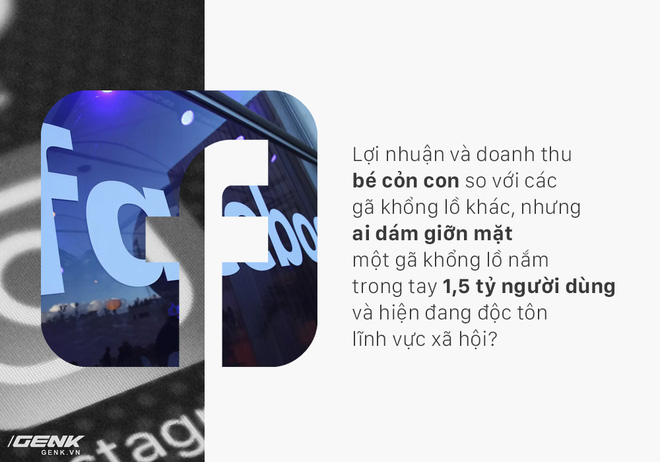 Lợi nhuận và doanh thu
bé cỏn con so với các
gã khổng lồ khác, nhưng
ai dám giỡn mặt
một gã khổng lồ nắm
trong tay 1,5 tỷ người dùng
và hiện đang độc tôn
lĩnh vực xã hội?
GENK
GENK.VN